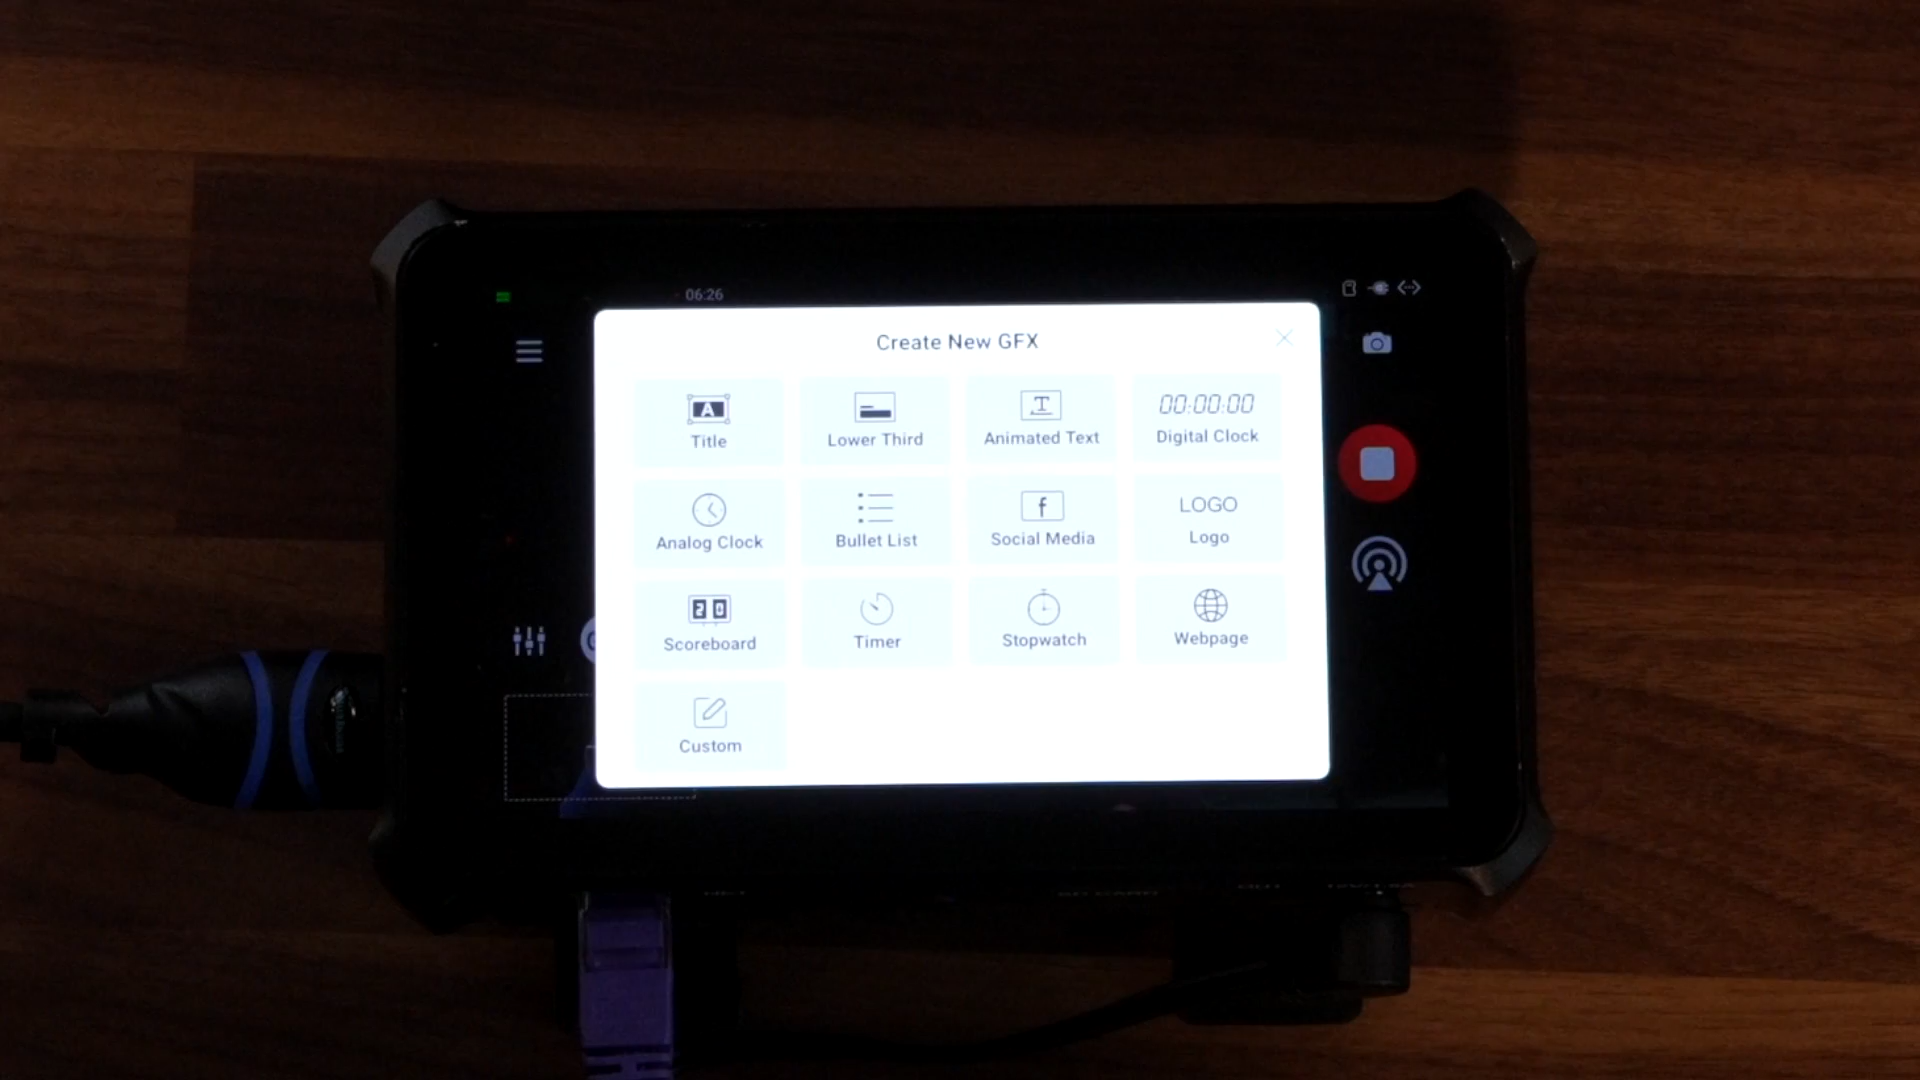 06:26
Create New GFX
A
Title
Lower Third
T
Animated Text
00:00:00
Digital Clock
Analog Clock
Bullet List
f
Social Media
LOGO
Logo
20
Scoreboard
Timer
Stopwatch
Webpage
Custom